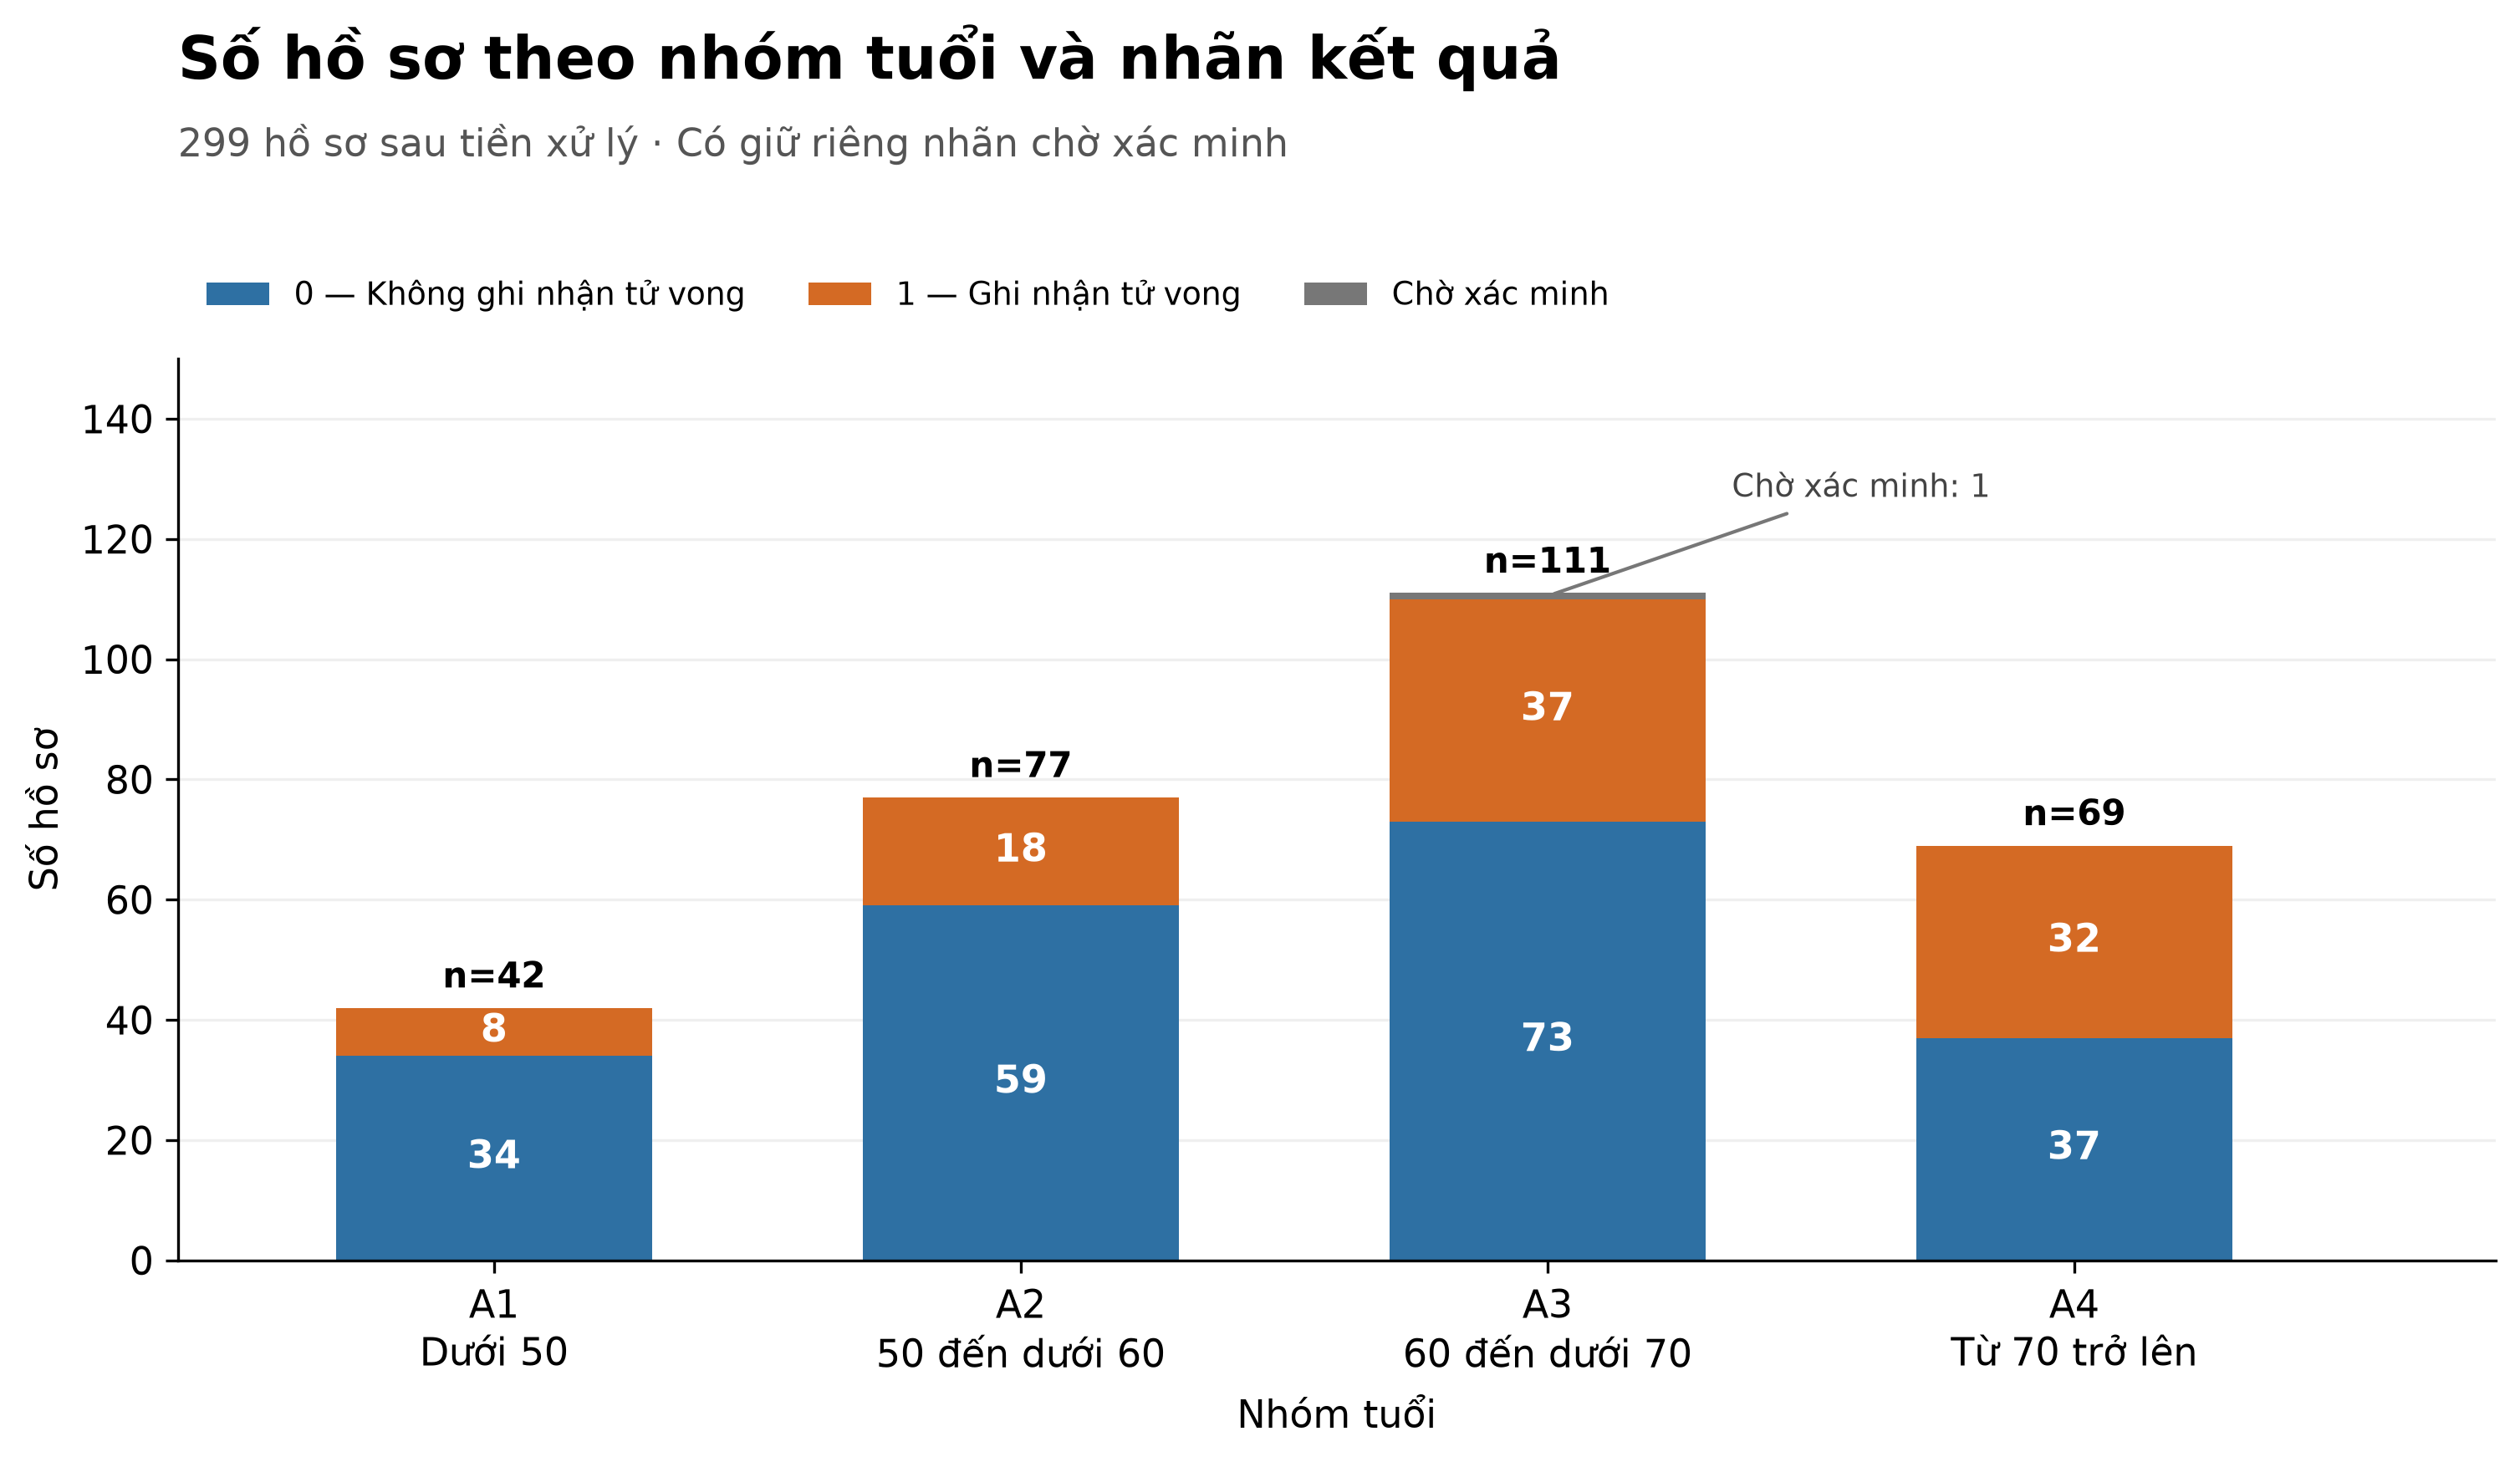 Số hồ sơ theo nhóm tuổi và nhãn kết quả
299 hồ sơ sau tiền xử lý · Có giữ riêng nhãn chờ xác minh
0 — Không ghi nhận tử vong
1 — Ghi nhận tử vong
Chờ xác minh
Số hồ sơ
140
120
100
80
60
40
20
0
Chờ xác minh: 1
n=42
8
34
n=77
18
59
n=111
37
73
n=69
32
37
A1
Dưới 50
A2
50 đến dưới 60
A3
60 đến dưới 70
A4
Từ 70 trở lên
Nhóm tuổi